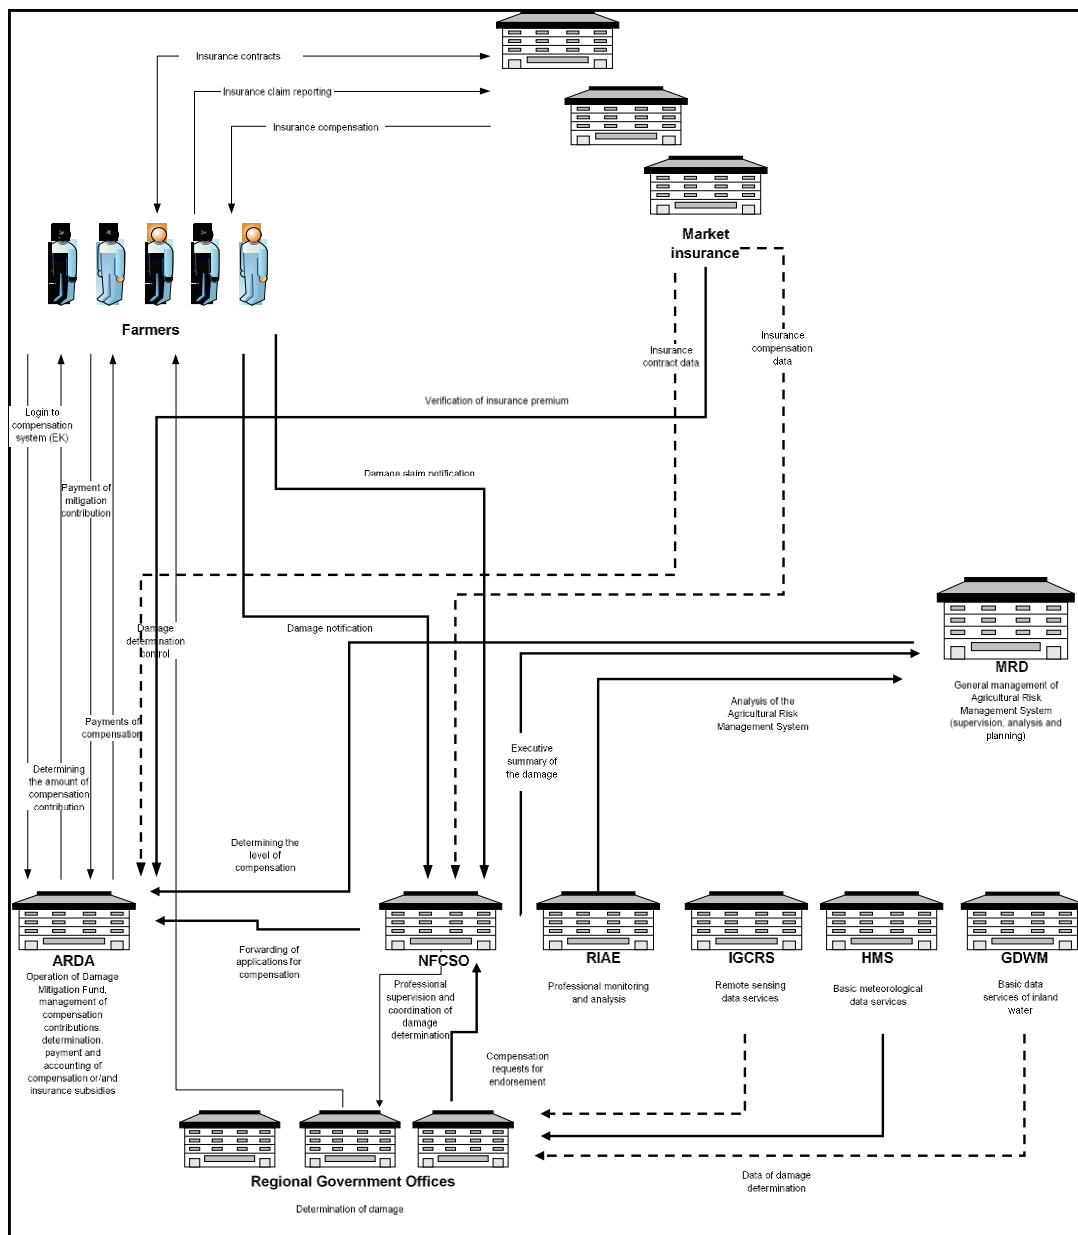 Insurance contracts
Insurance claim reporting
Insurance compensation
Market
insurance
Farmers
Insurance
contract data
Insurance
compensation
data
Verification of insurance premium
Login to
compensation
system (EK)
Damage slaim notification
Payment of
mitigation
contribution
Damage
determination
control
Damage notification
MRD
General management of
Agricultural Risk
Management System
(supervision, analysis and
planning)
Analysis of the
Agricultural Risk
Management System
Payments of
compensation
Executive
summary of
the damage
Determining
the amount of
compensation
contribution
Determining the
level of
compensation
ARDA
Operation of Damage
Mitigation Fund,
management of
compensation
contributions,
determination,
payment and
accounting of
compensation or/and
insurance subsidies
Forwarding of
applications for
compensation
NFCSO
Professional
supervision and
coordination of
damage
determination
RIAE
Professional monitoring
and analysis
IGCRS
Remote sensing
data services
HMS
Basic meteorological
data services
GDWM
Basic data
services of inland
water
Compensation
requests for
endorsement
Regional Government Offices
Determination of damage
Data of damage
determination